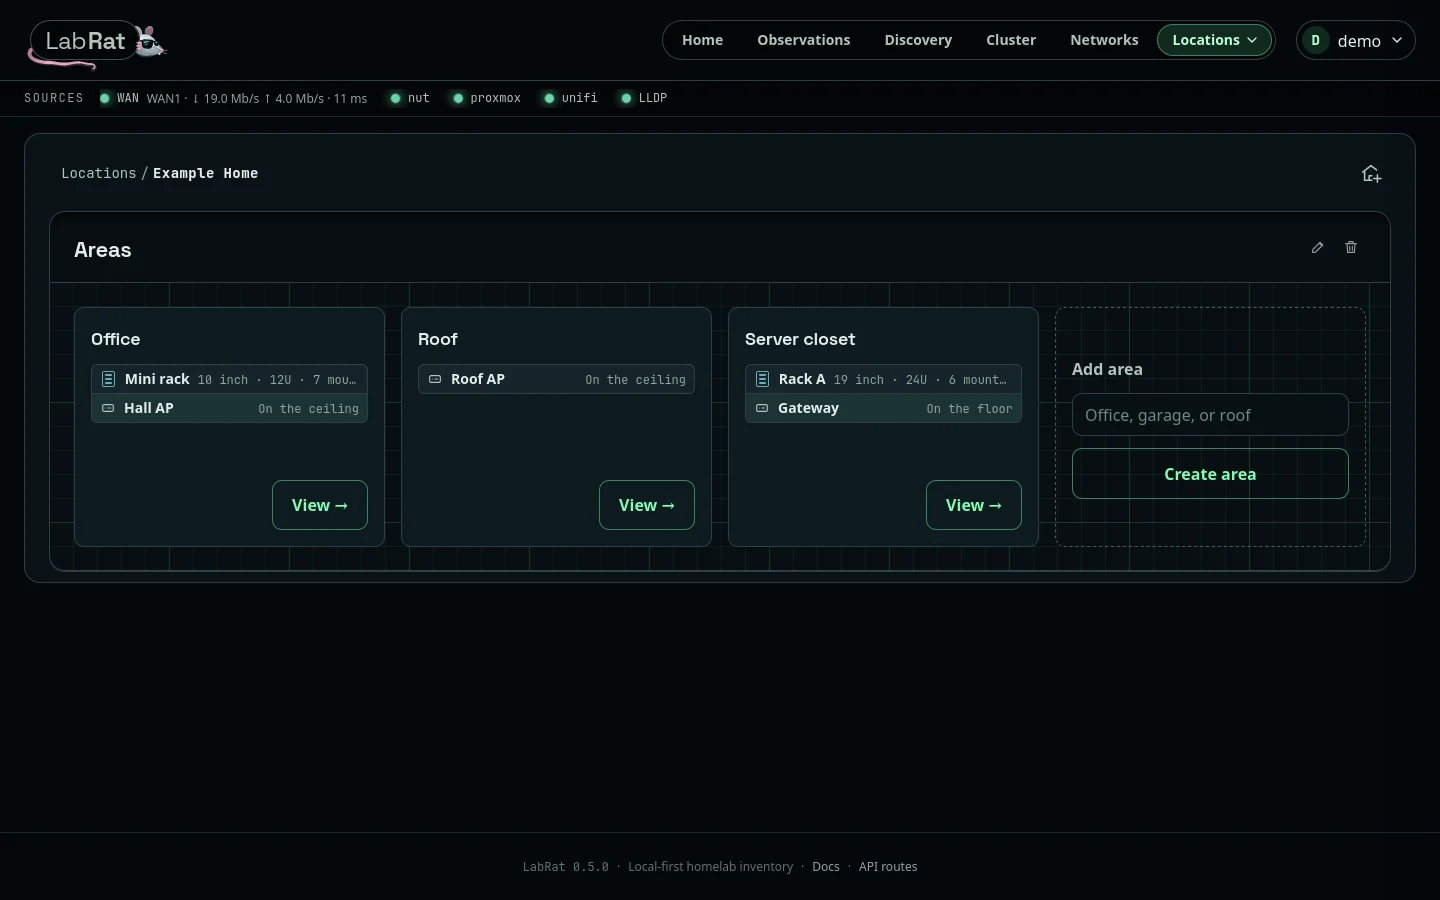 LabRat
Home
Observations
Discovery
Cluster
Networks
Locations
D
demo
SOURCES
WAN WAN1 · ↓ 19.0 Mb/s ↑ 4.0 Mb/s · 11 ms
nut
proxmox
unifi
LLDP
Locations / Example Home
Areas
Office
Mini rack 10 inch · 12U · 7 mou…
Hall AP On the ceiling
View →
Roof
Roof AP On the ceiling
View →
Server closet
Rack A 19 inch · 24U · 6 mount…
Gateway On the floor
View →
Add area
Office, garage, or roof
Create area
LabRat 0.5.0 · Local-first homelab inventory · Docs · API routes